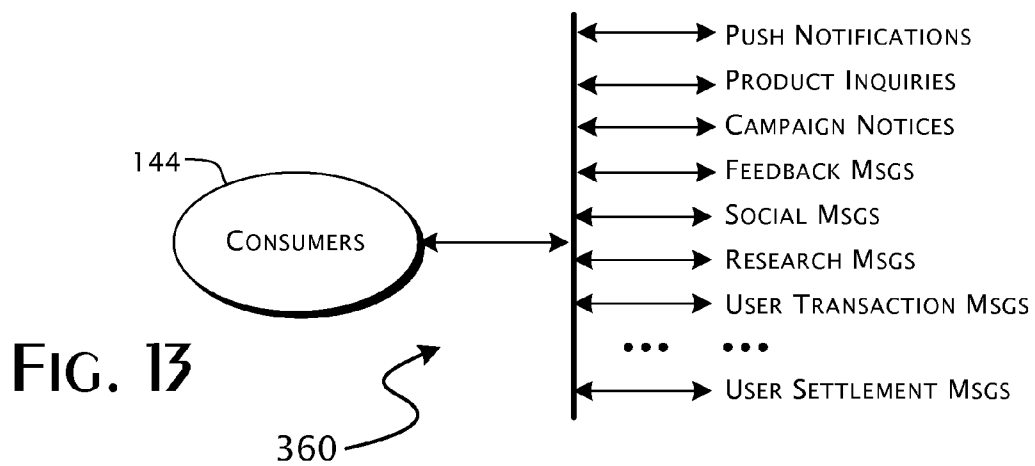 PUSH NOTIFICATIONS
PRODUCT INQUIRIES
CAMPAIGN NOTICES
144
FEEDBACK MSGS
SOCIAL MSGS
CONSUMERS
RESEARCH MSGS
USER TRANSACTION MSGS
••• •••
FIG. 13
USER SETTLEMENT MSGS
360